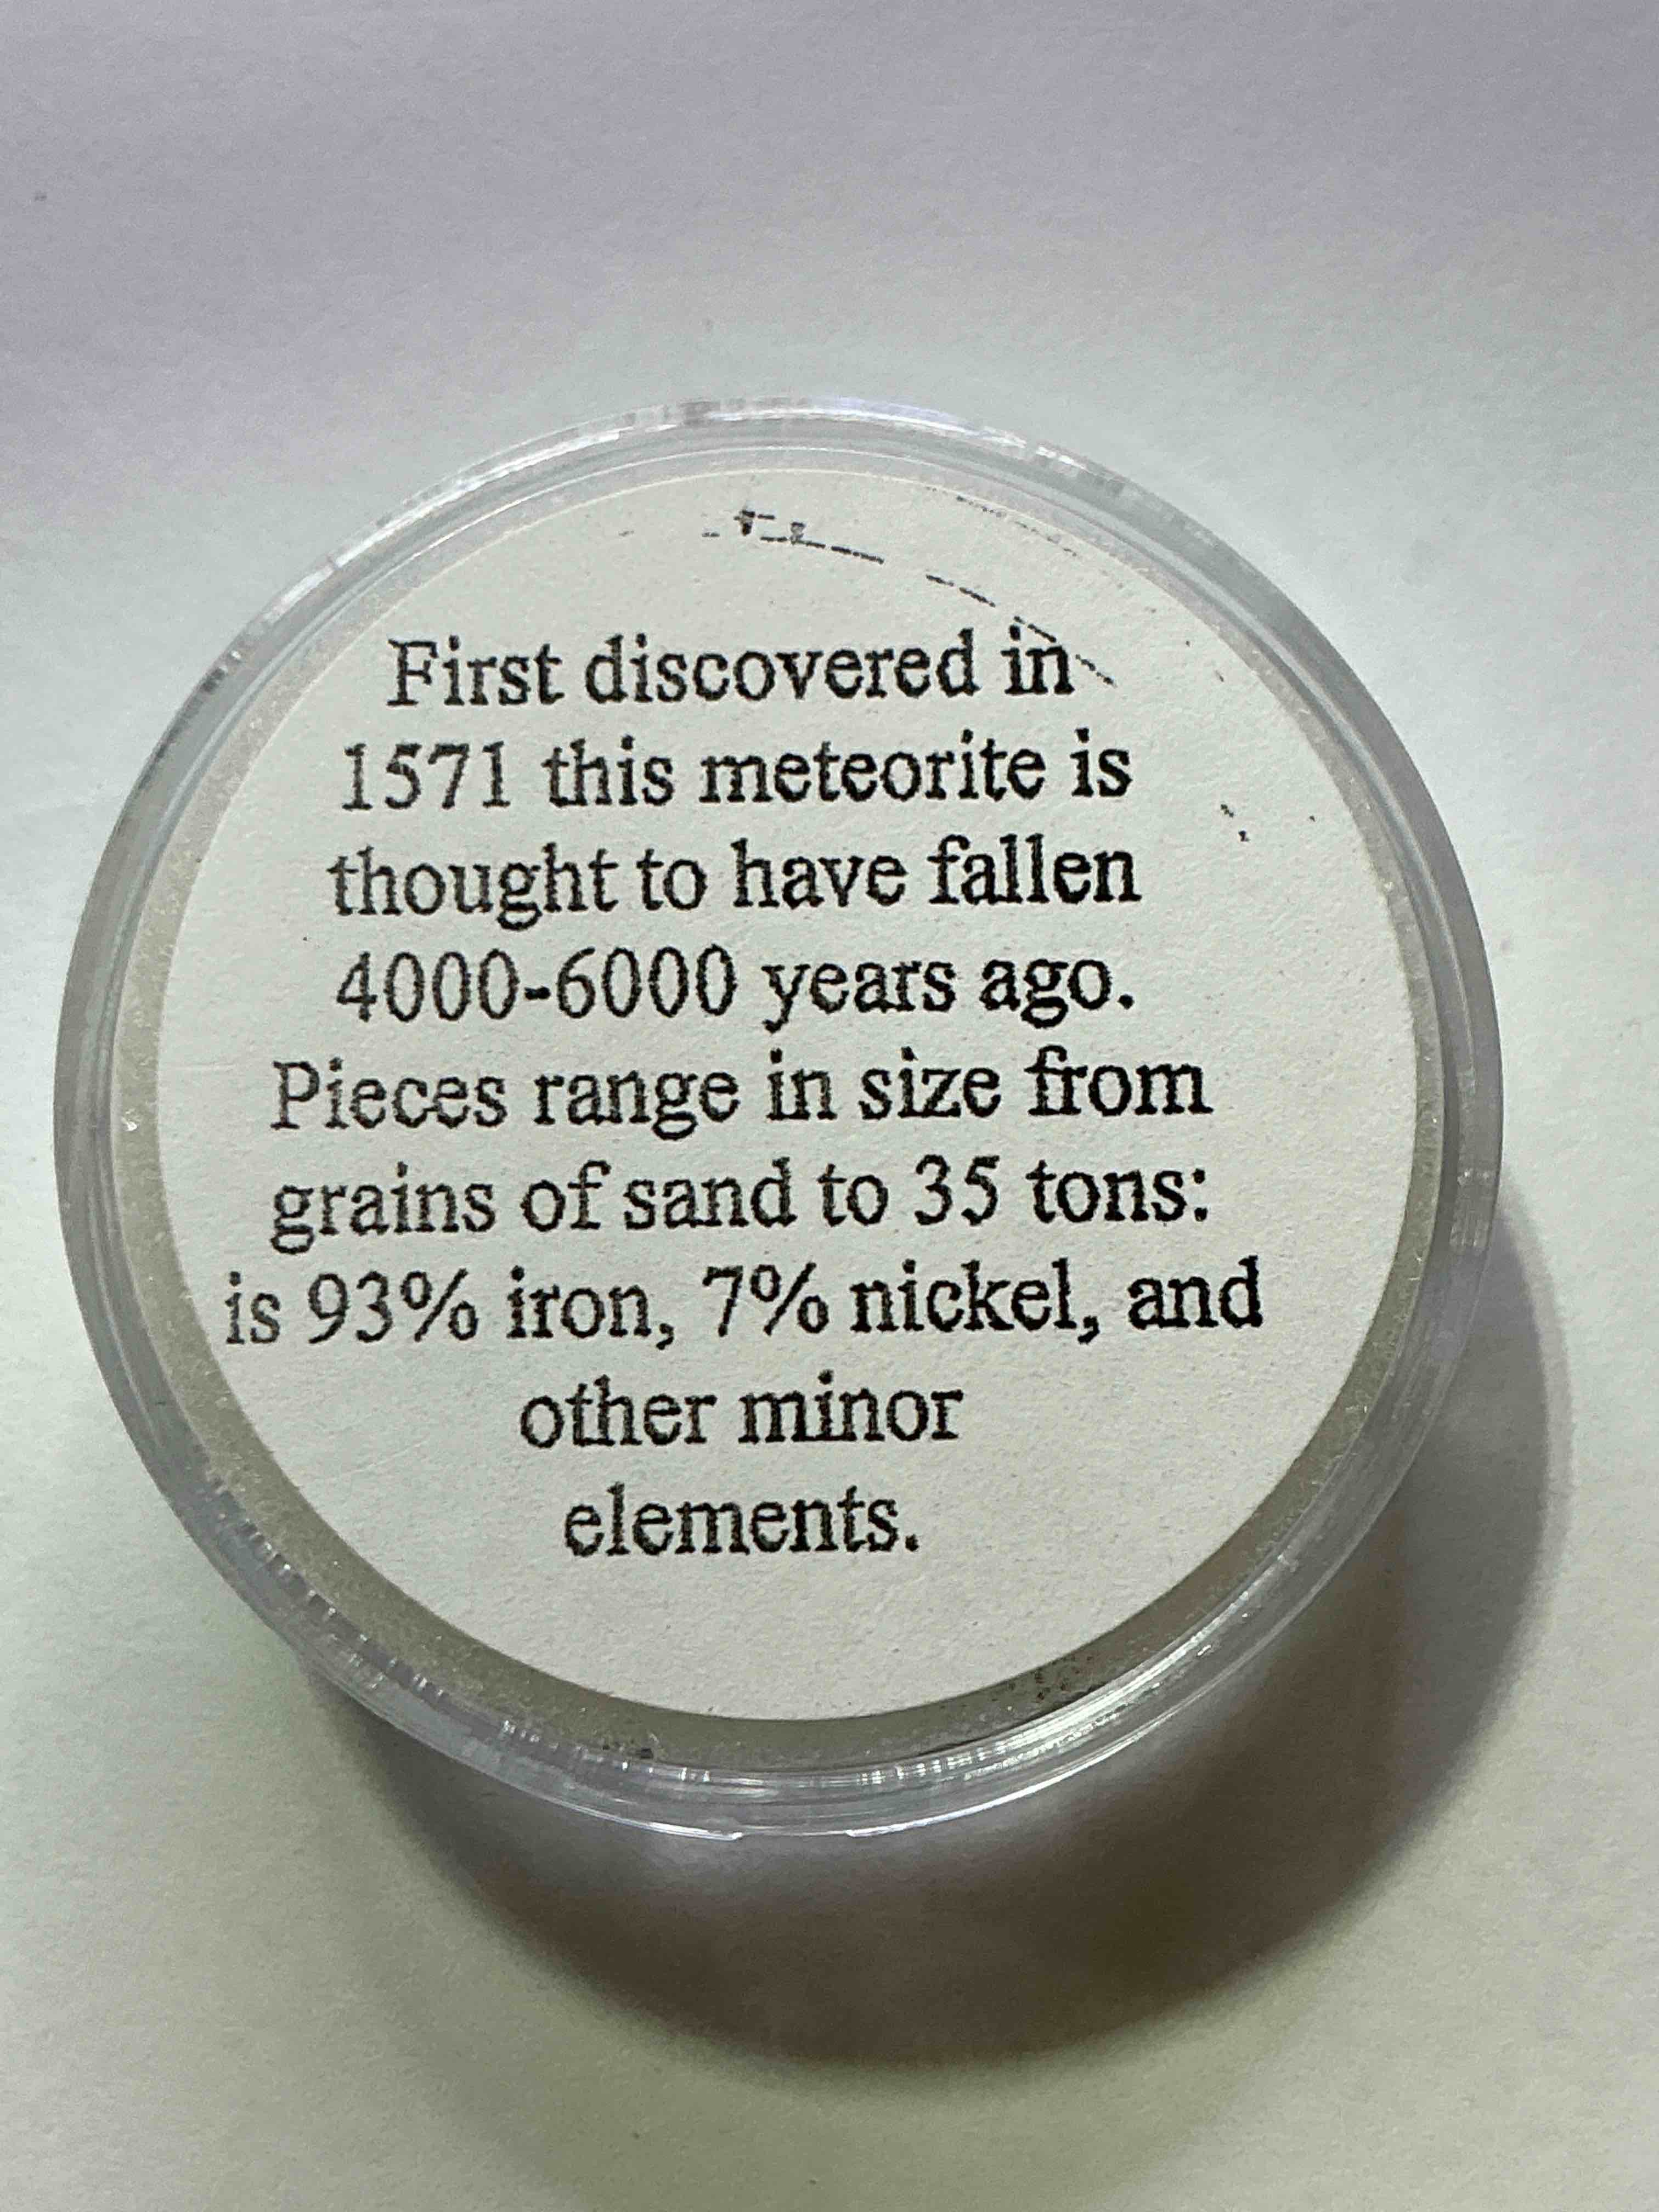 First discovered in
1571 this meteorite is
thought to have fallen
4000-6000 years ago.
Pieces range in size from
grains of sand to 35 tons:
is 93% iron, 7% nickel, and
other minor
elements.